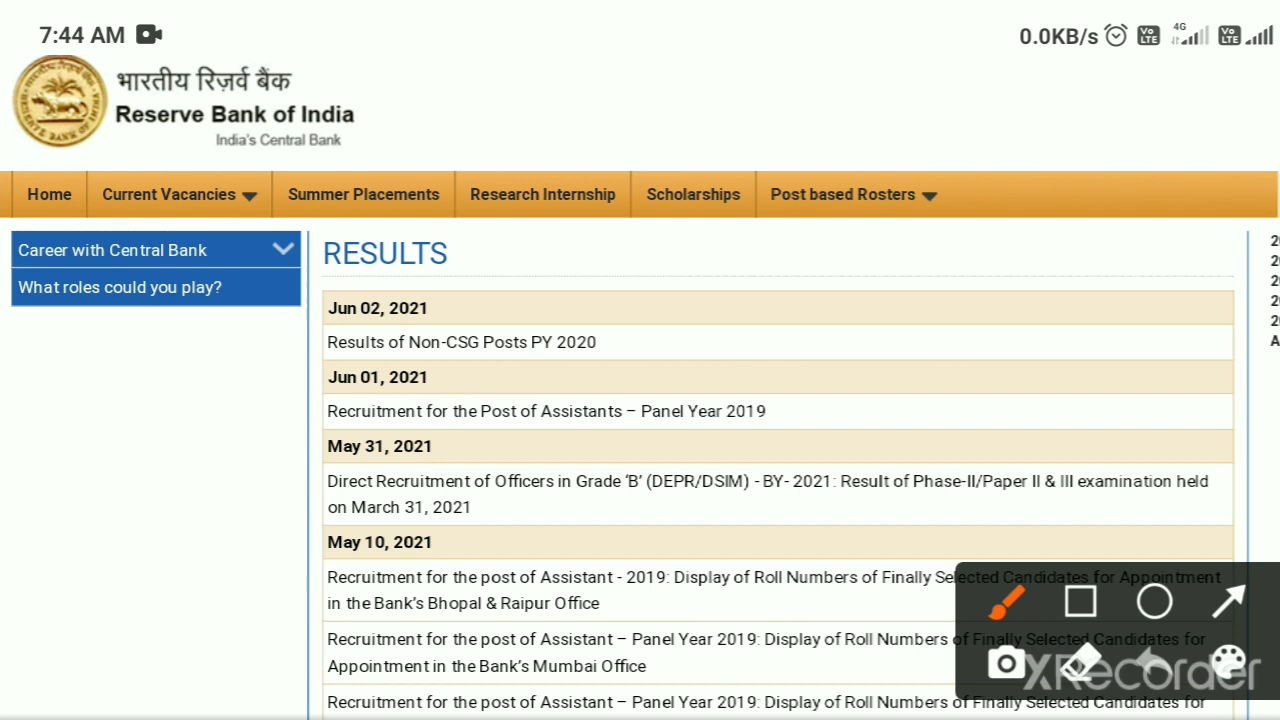 7:44 AM
0.0KB/s Vo LTE 4G Vo LTE
भारतीय रिज़र्व बैंक
Reserve Bank of India
India's Central Bank
Home Current Vacancies Summer Placements Research Internship Scholarships Post based Rosters
Career with Central Bank
What roles could you play?
RESULTS
Jun 02, 2021
Results of Non-CSG Posts PY 2020
Jun 01, 2021
Recruitment for the Post of Assistants – Panel Year 2019
May 31, 2021
Direct Recruitment of Officers in Grade ‘B’ (DEPR/DSIM) - BY- 2021: Result of Phase-II/Paper II & III examination held
on March 31, 2021
May 10, 2021
Recruitment for the post of Assistant - 2019: Display of Roll Numbers of Finally Selected Candidates for Appointment
in the Bank’s Bhopal & Raipur Office
Recruitment for the post of Assistant – Panel Year 2019: Display of Roll Numbers of Finally Selected Candidates for
Appointment in the Bank’s Mumbai Office
Recruitment for the post of Assistant – Panel Year 2019: Display of Roll Numbers of Finally Selected Candidates for
XRecorder